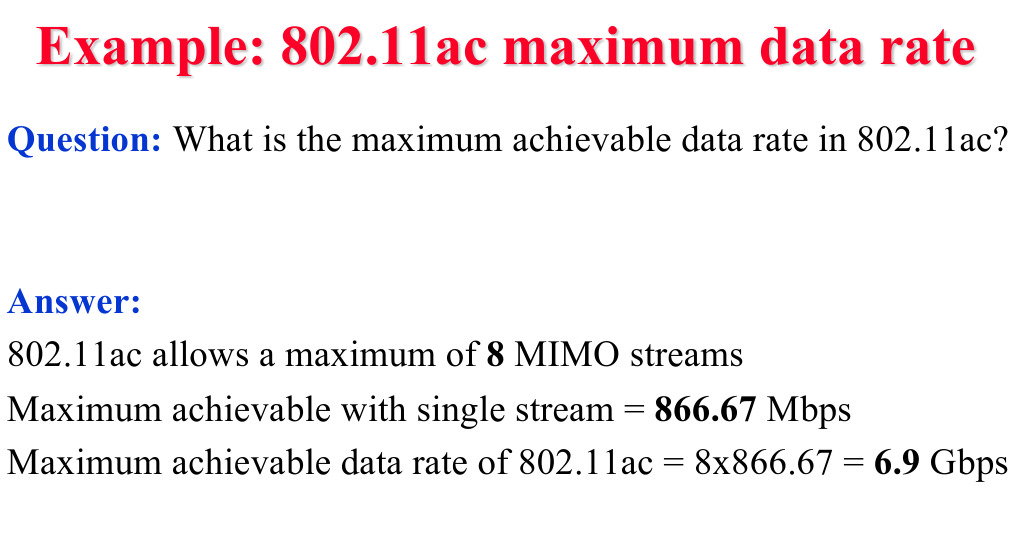 Example: 802.11ac maximum data rate
Question: What is the maximum achievable data rate in 802.11ac?
Answer:
802.11ac allows a maximum of 8 MIMO streams
Maximum achievable with single stream = 866.67 Mbps
Maximum achievable data rate of 802.11ac = 8x866.67 = 6.9 Gbps